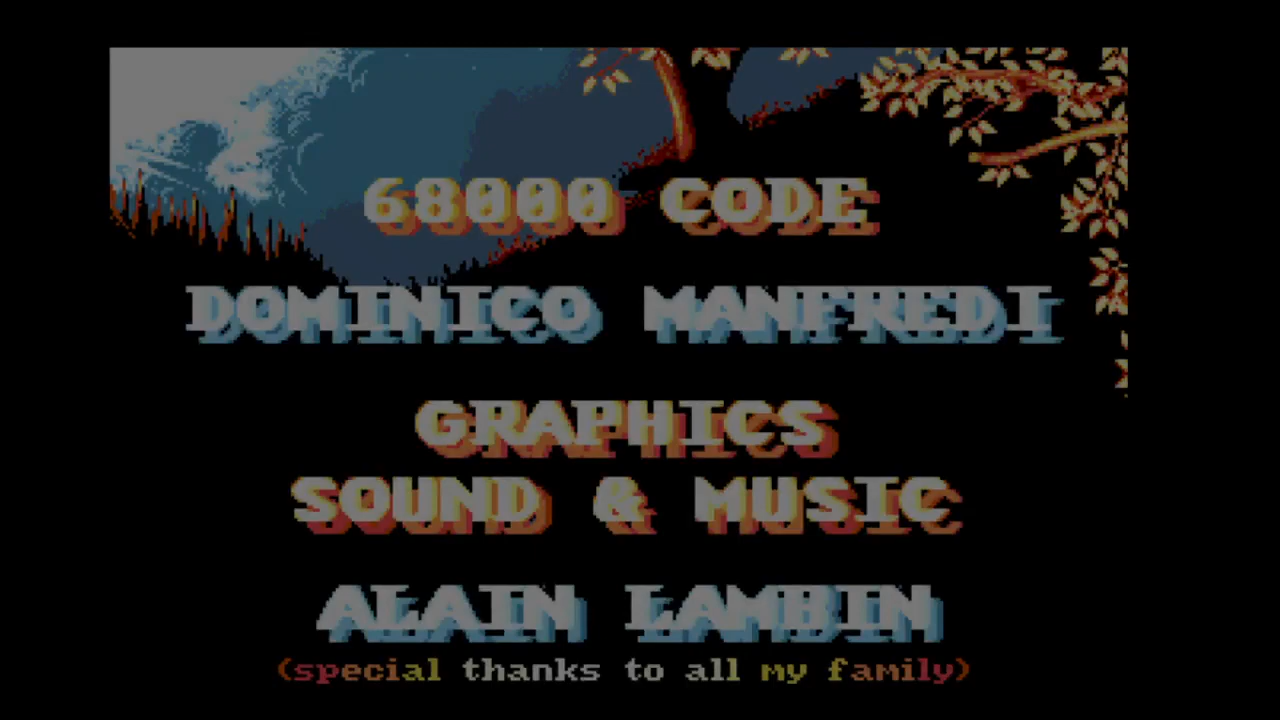 68000 CODE
DOMINICO MANFREDI
GRAPHICS
SOUND & MUSIC
ALAIN LAMBIN
(special thanks to all my family)